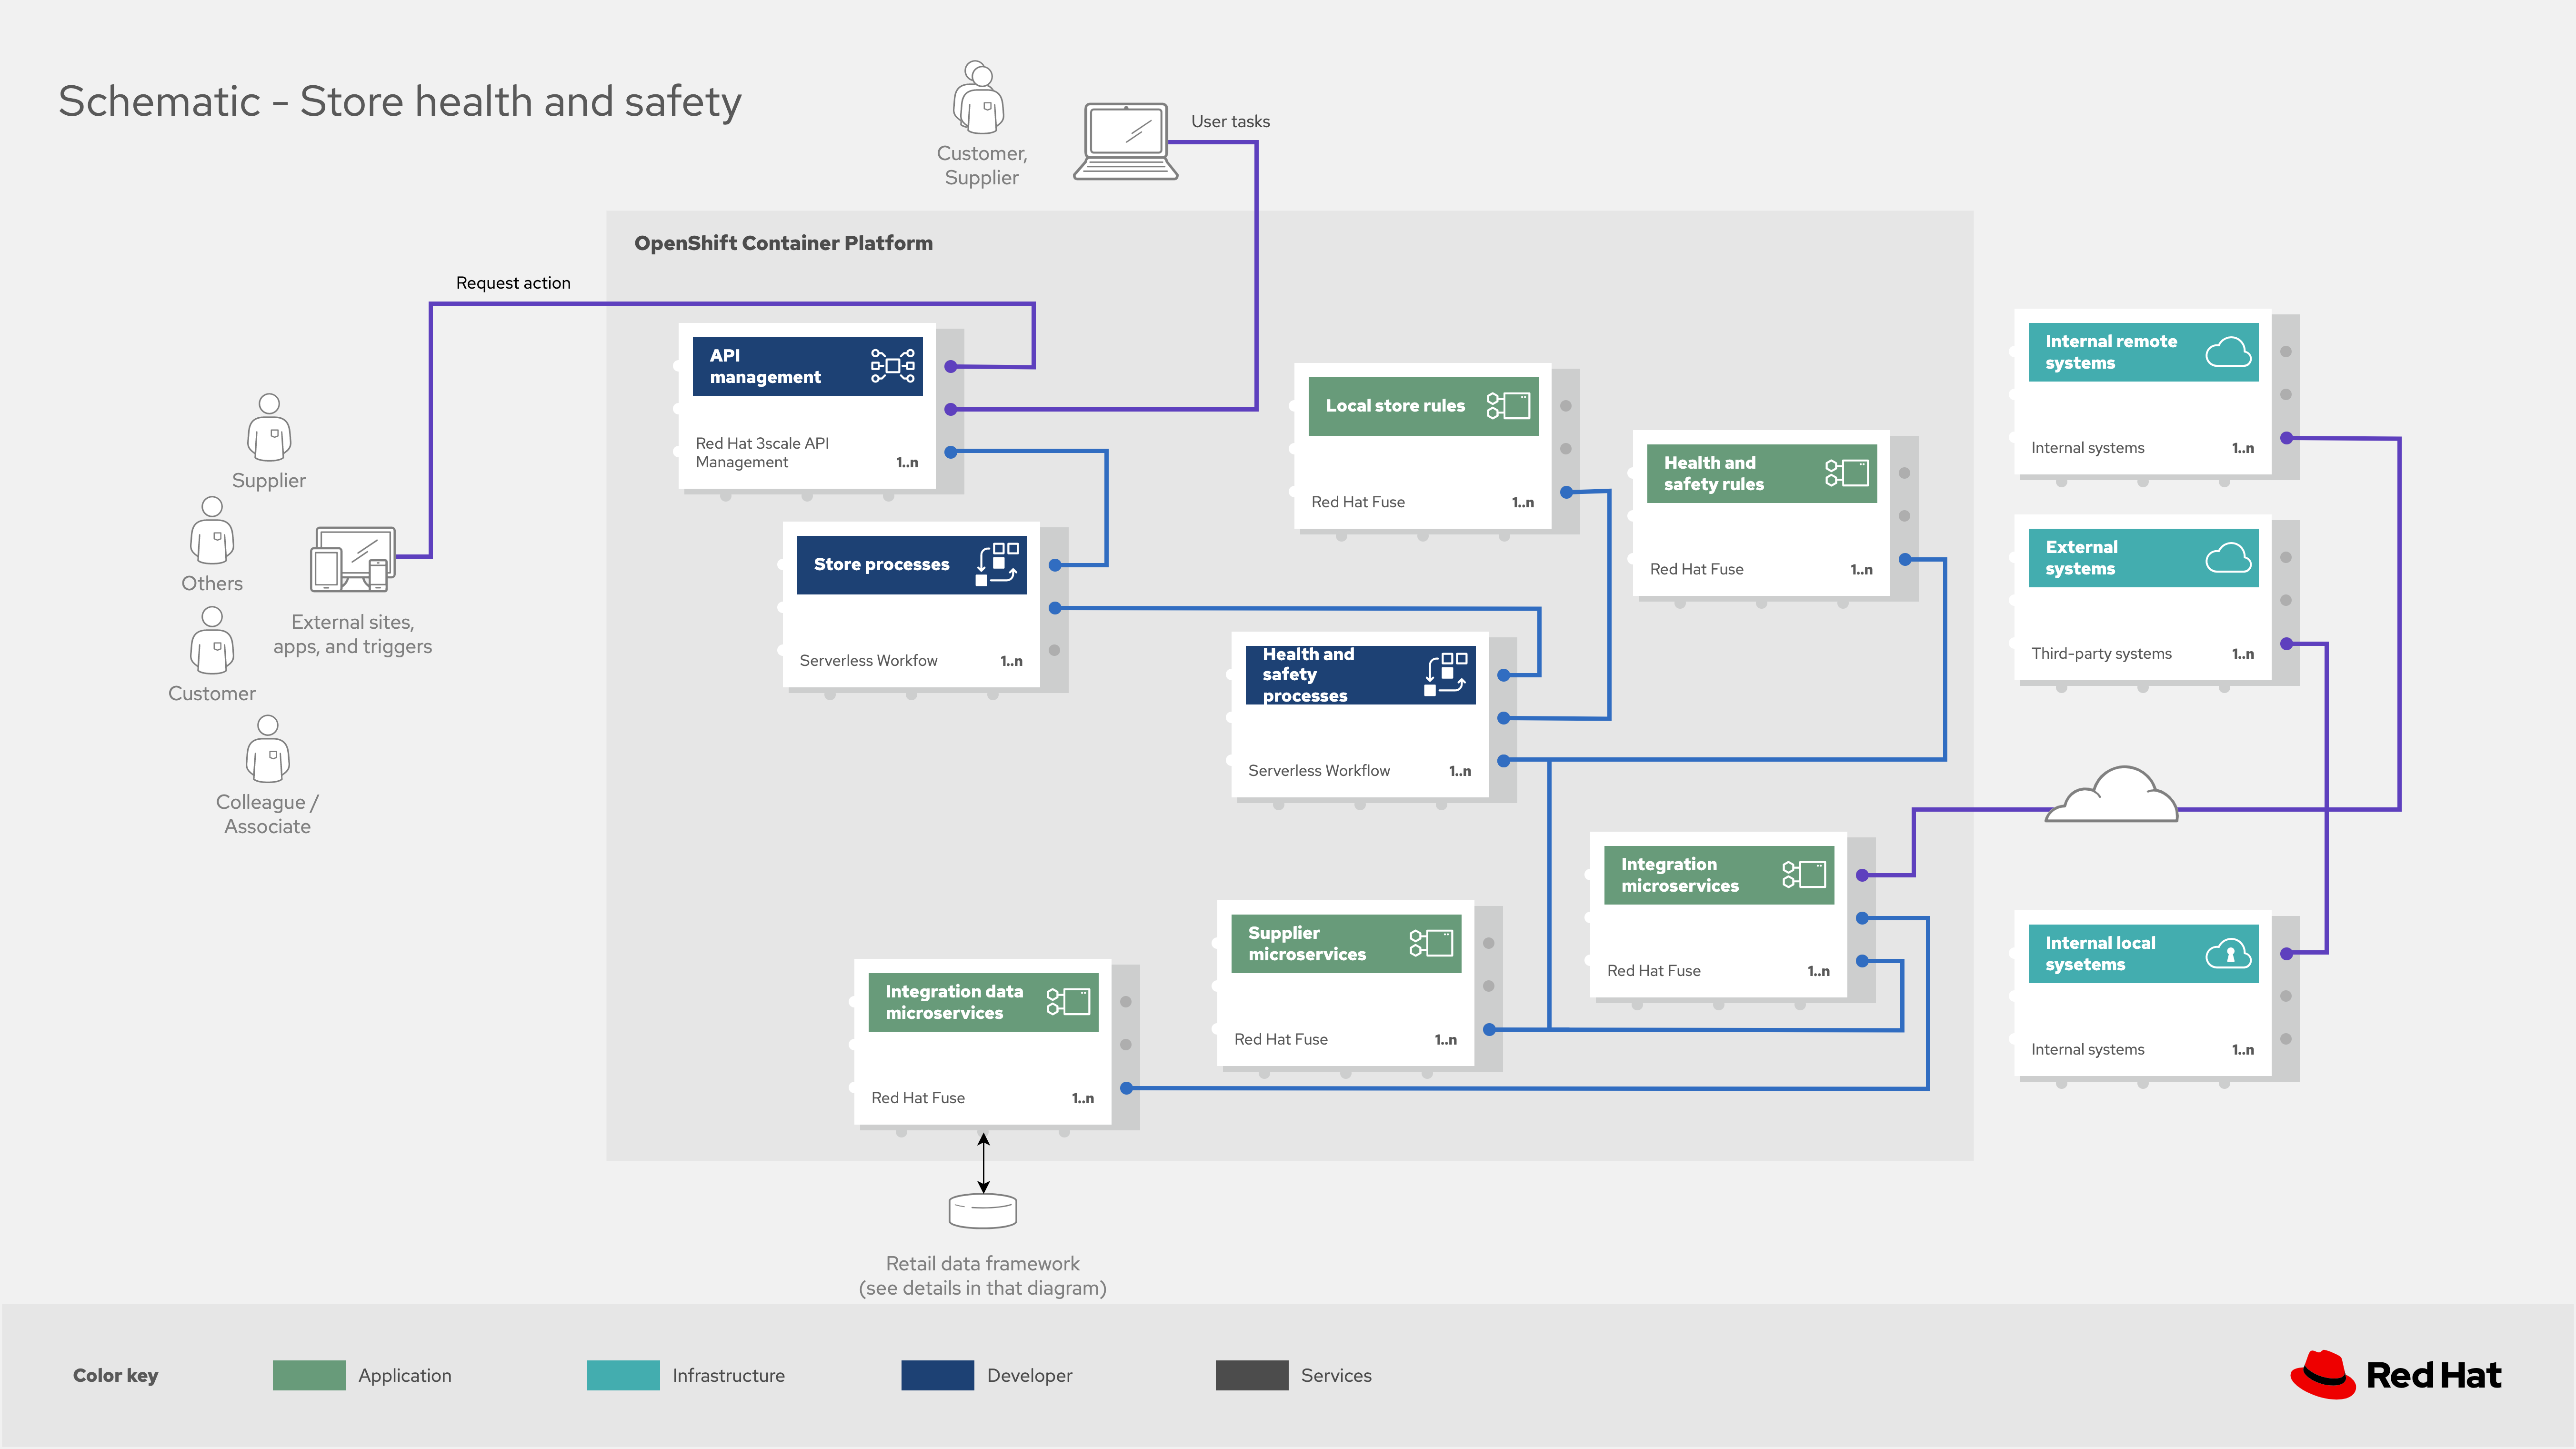 Schematic - Store health and safety
Customer,
Supplier
User tasks
OpenShift Container Platform
Request action
API
management
Red Hat 3scale API
Management
1..n
Local store rules
Red Hat Fuse
1..n
Health and
safety rules
Red Hat Fuse
1..n
Internal remote
systems
Internal systems
1..n
Supplier
Others
Customer
Colleague /
Associate
External sites,
apps, and triggers
Store processes
Serverless Workfow
1..n
Health and
safety
processes
Serverless Workflow
1..n
External
systems
Third-party systems
1..n
Integration
microservices
Red Hat Fuse
1..n
Supplier
microservices
Red Hat Fuse
1..n
Integration data
microservices
Red Hat Fuse
1..n
Internal local
sysetems
Internal systems
1..n
Retail data framework
(see details in that diagram)
Color key
Application
Infrastructure
Developer
Services
Red Hat